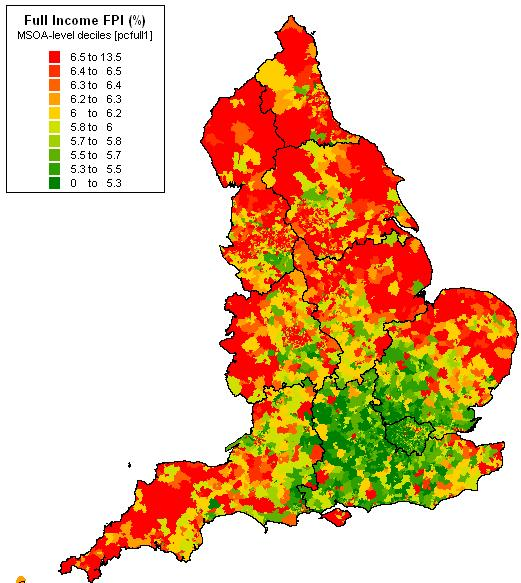 Full Income FPI (%)
MSOA-level deciles [pcfull1]
6.5 to 13.5
6.4 to 6.5
6.3 to 6.4
6.2 to 6.3
6 to 6.2
5.8 to 6
5.7 to 5.8
5.5 to 5.7
5.3 to 5.5
0 to 5.3